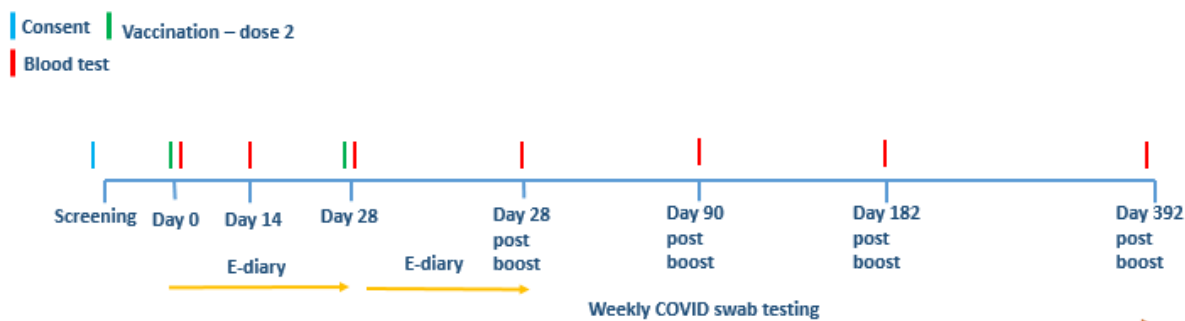 Consent
Vaccination – dose 2
Blood test
Screening
Day 0
Day 14
Day 28
Day 28
post
boost
Day 90
post
boost
Day 182
post
boost
Day 392
post
boost
E-diary
E-diary
Weekly COVID swab testing